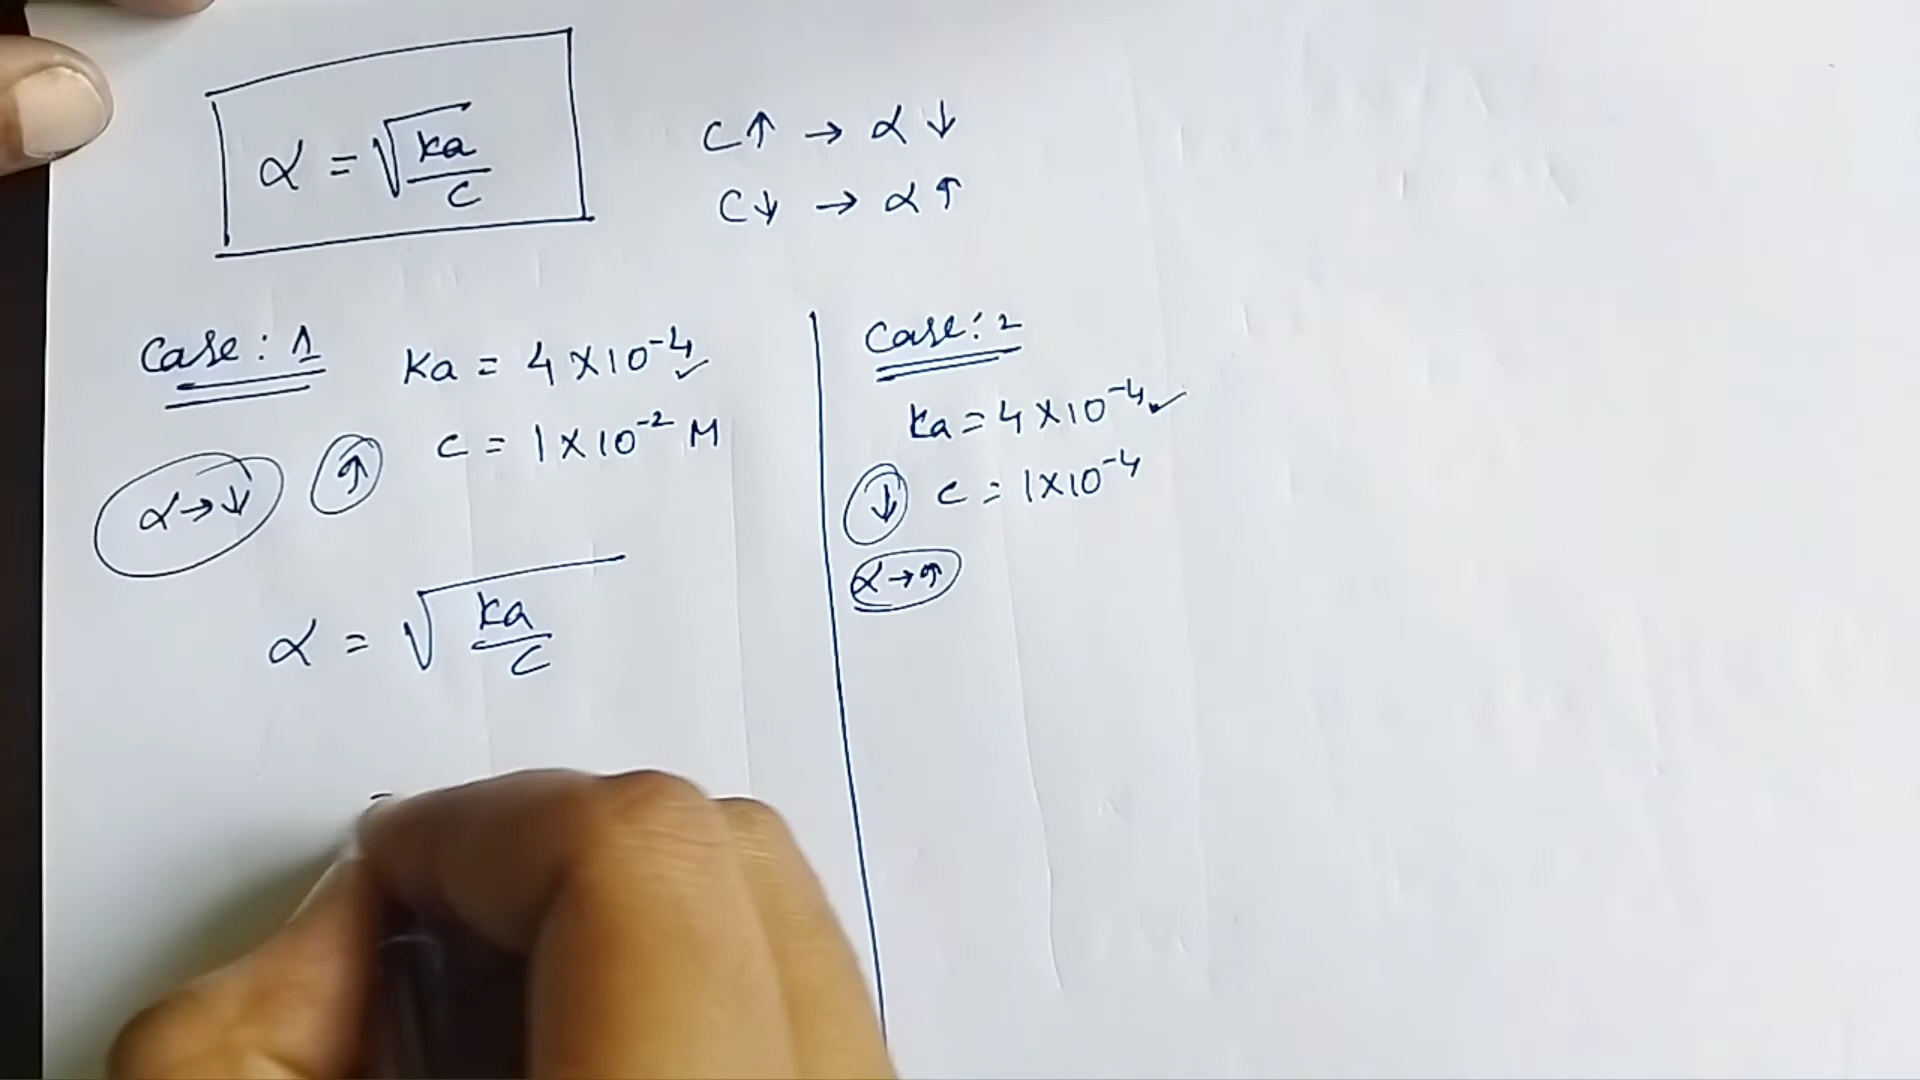 α = √ka/c
C↑ → α↓
C↓ → α↑
Case: 1
ka = 4 × 10⁻⁴ ✓
c = 1 × 10⁻² M
↑
α → ↓
α = √ka/c
=
Case: 2
ka = 4 × 10⁻⁴ ✓
↓ c = 1 × 10⁻⁴
α → ↑